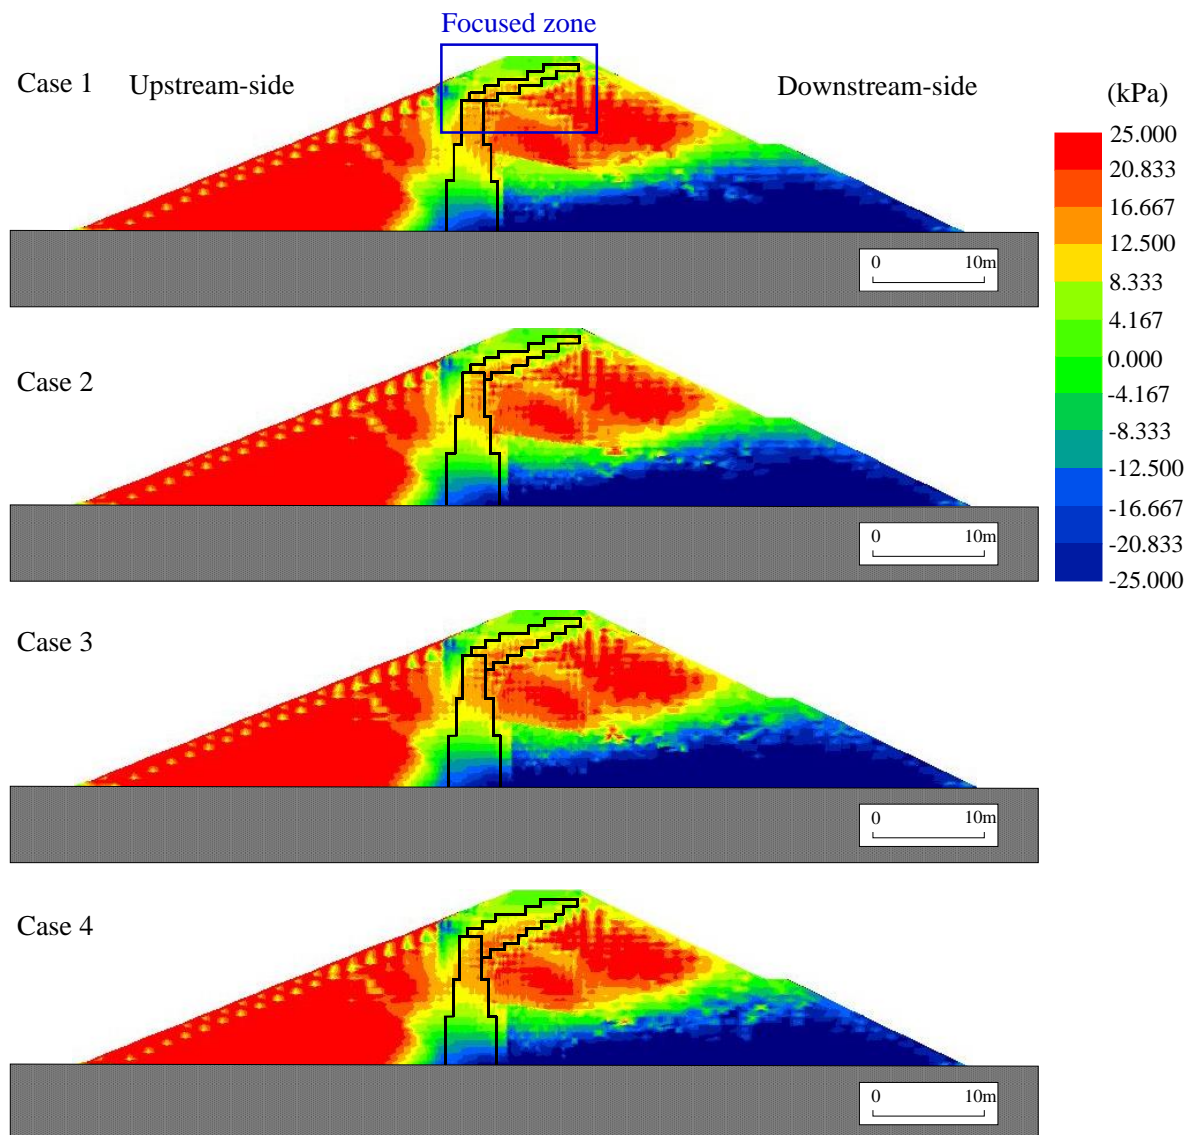 Focused zone
Case 1
Upstream-side
Downstream-side
(kPa)
25.000
20.833
16.667
12.500
8.333
4.167
0.000
-4.167
-8.333
-12.500
-16.667
-20.833
-25.000
0 10m
Case 2
0 10m
Case 3
0 10m
Case 4
0 10m